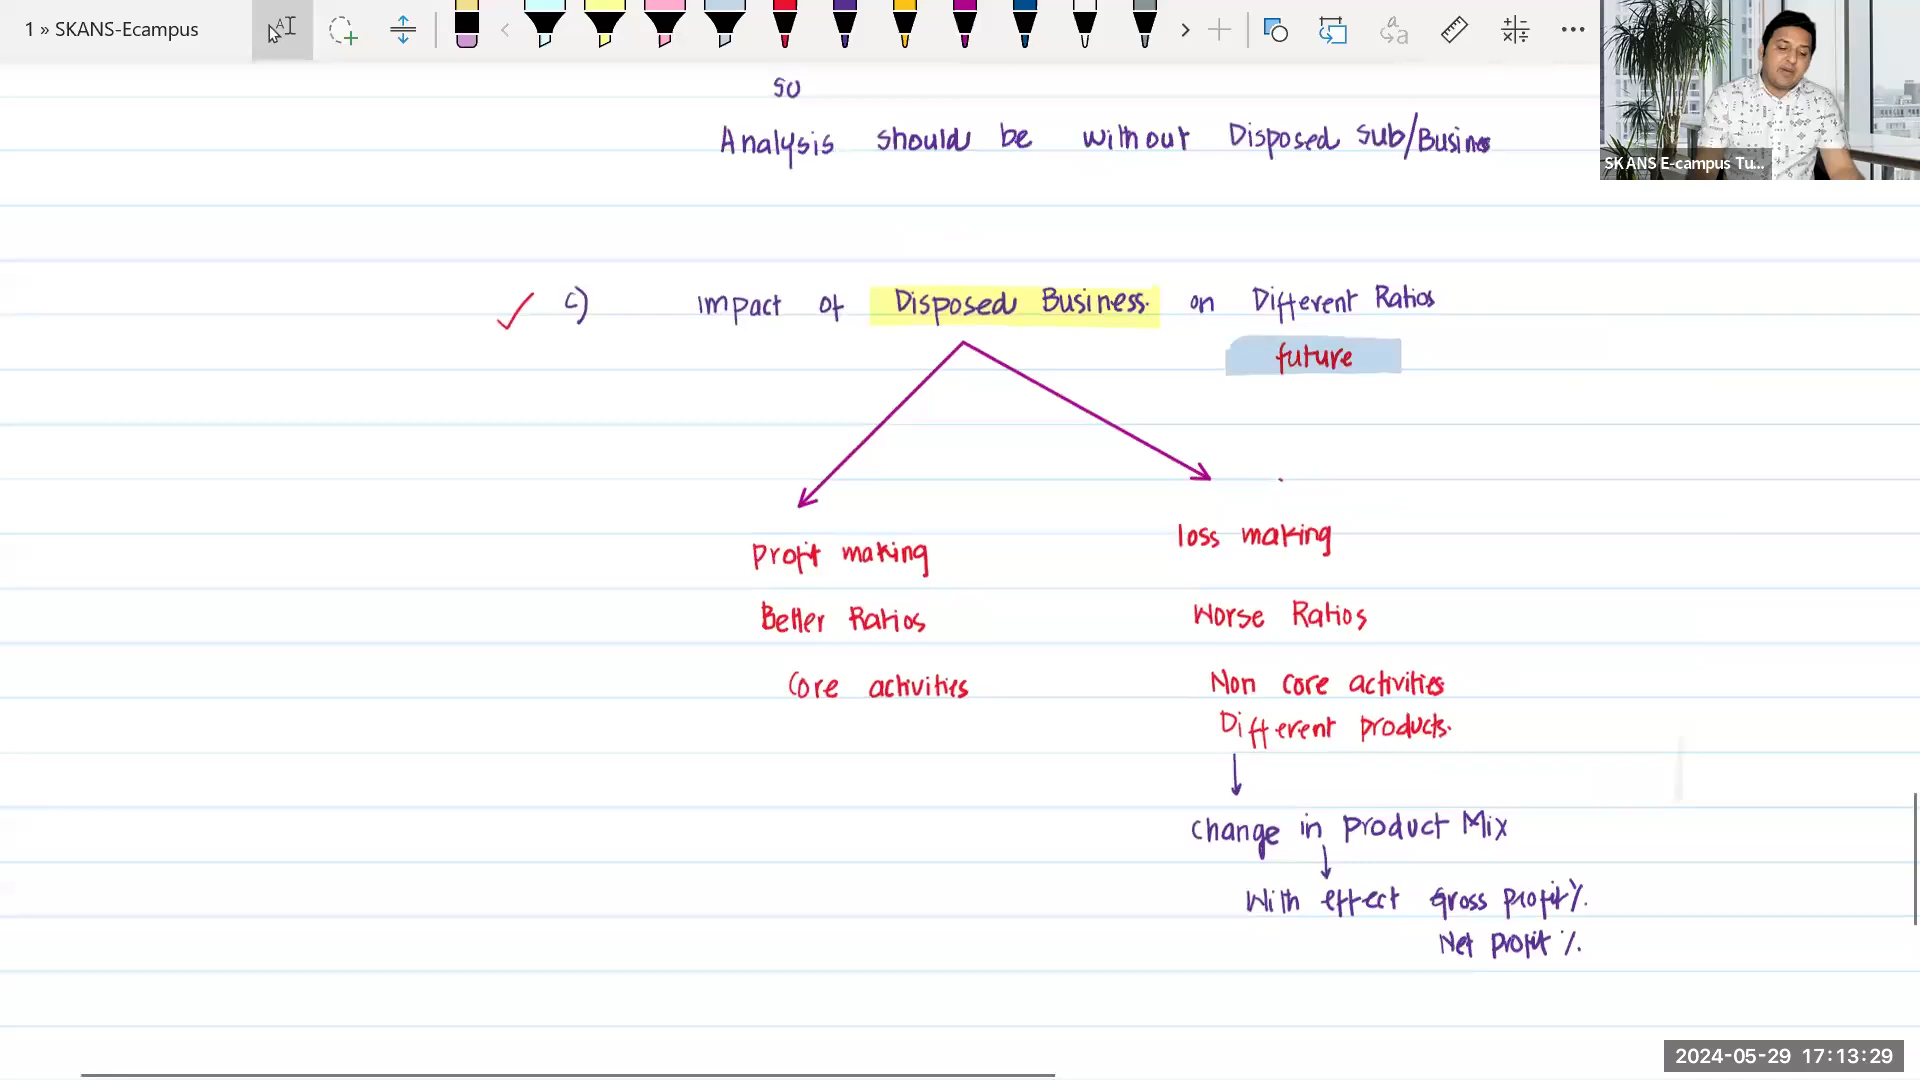 1 » SKANS-Ecampus
so
Analysis should be without Disposed sub/Busines
SKANS E-campus Tu...
c) impact of Disposed Business. on Different Ratios
future
Profit making
loss making
Better Ratios
Worse Ratios
Core activities
Non core activities
Different products.
Change in product Mix
With effect Gross profit %.
Net profit %.
2024-05-29 17:13:29